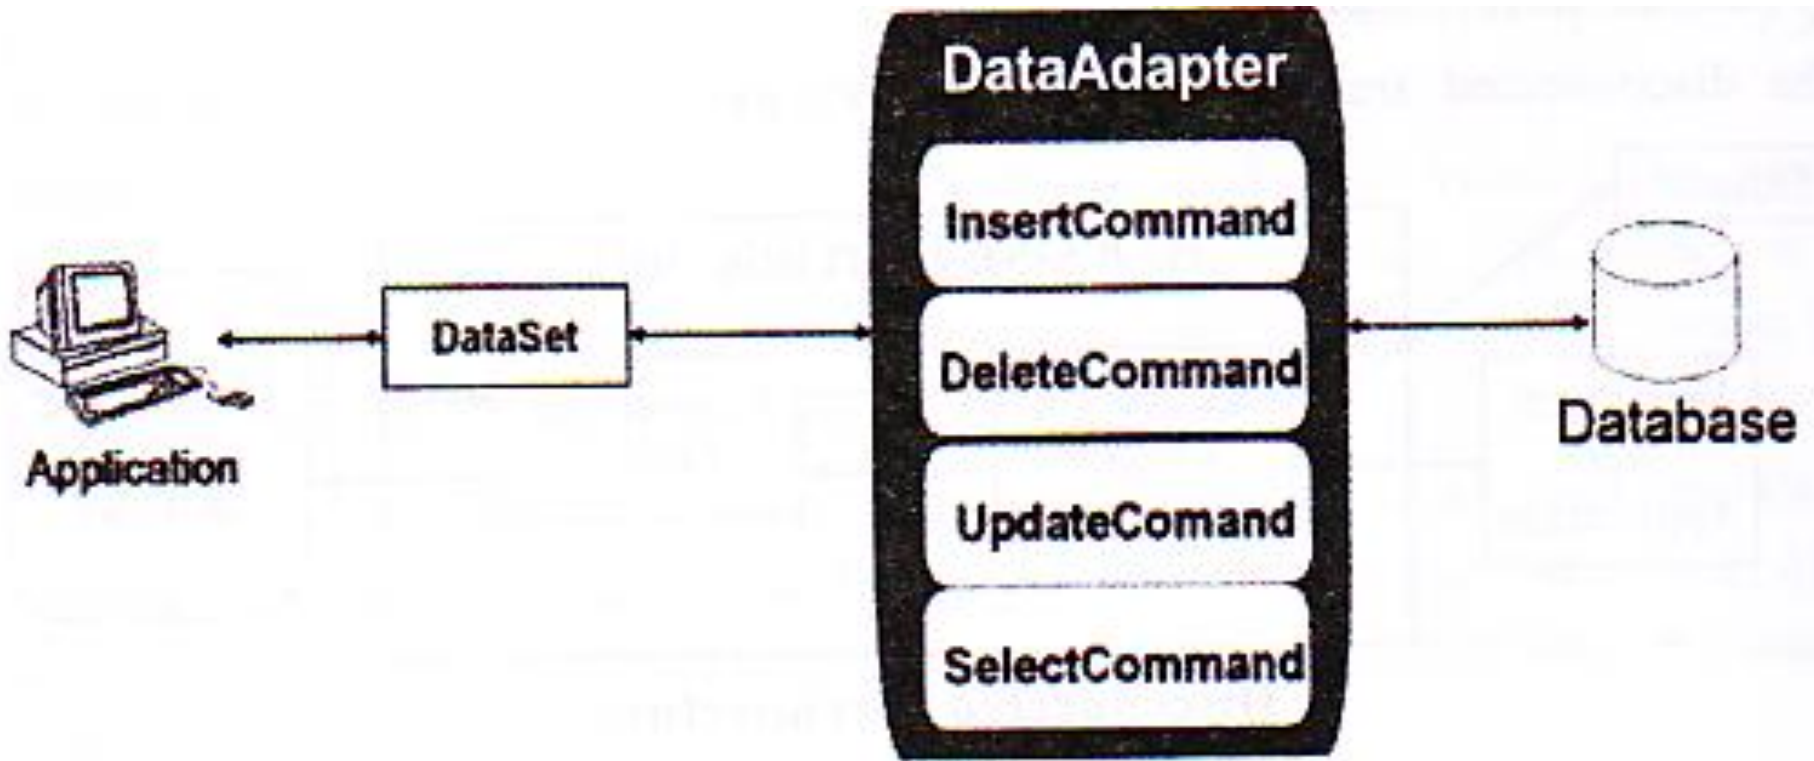 DataAdapter
InsertCommand
DataSet
DeleteCommand
Database
Application
UpdateComand
SelectCommand